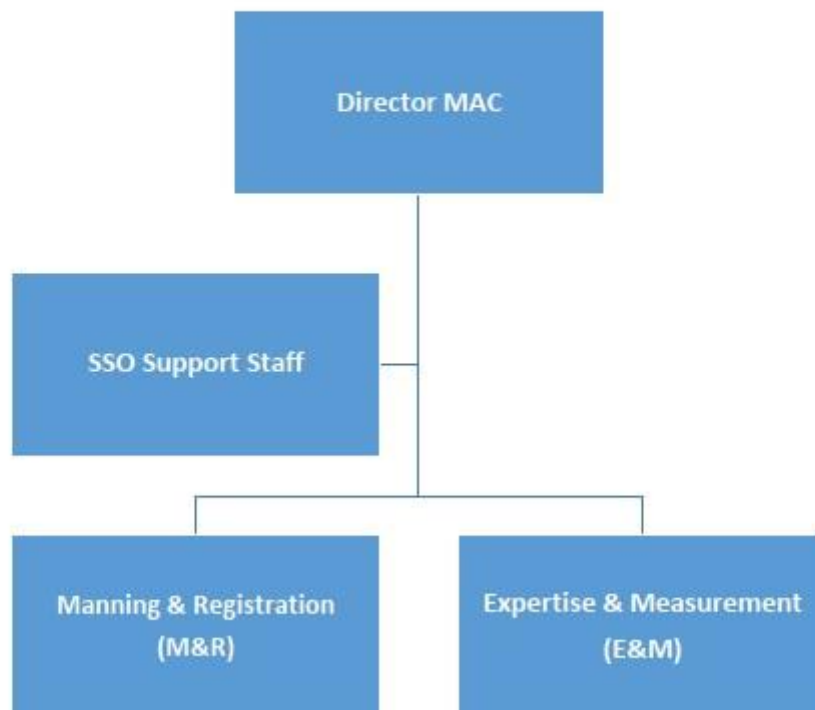 Director MAC
SSO Support Staff
Manning & Registration
(M&R)
Expertise & Measurement
(E&M)